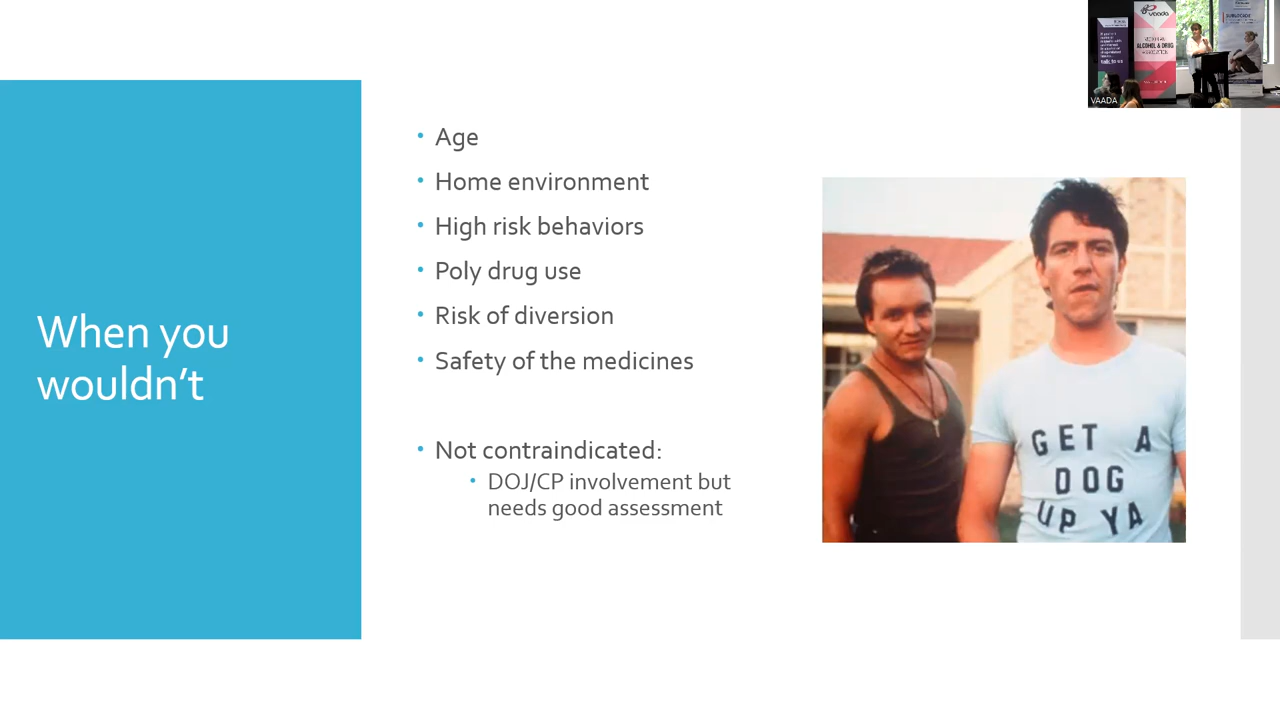 When you
wouldn't
Age
Home environment
High risk behaviors
Poly drug use
Risk of diversion
Safety of the medicines
Not contraindicated:
DOJ/CP involvement but
needs good assessment
GET A
DOG
UP YA
vaada
ALCOHOL & DRUG
VAADA